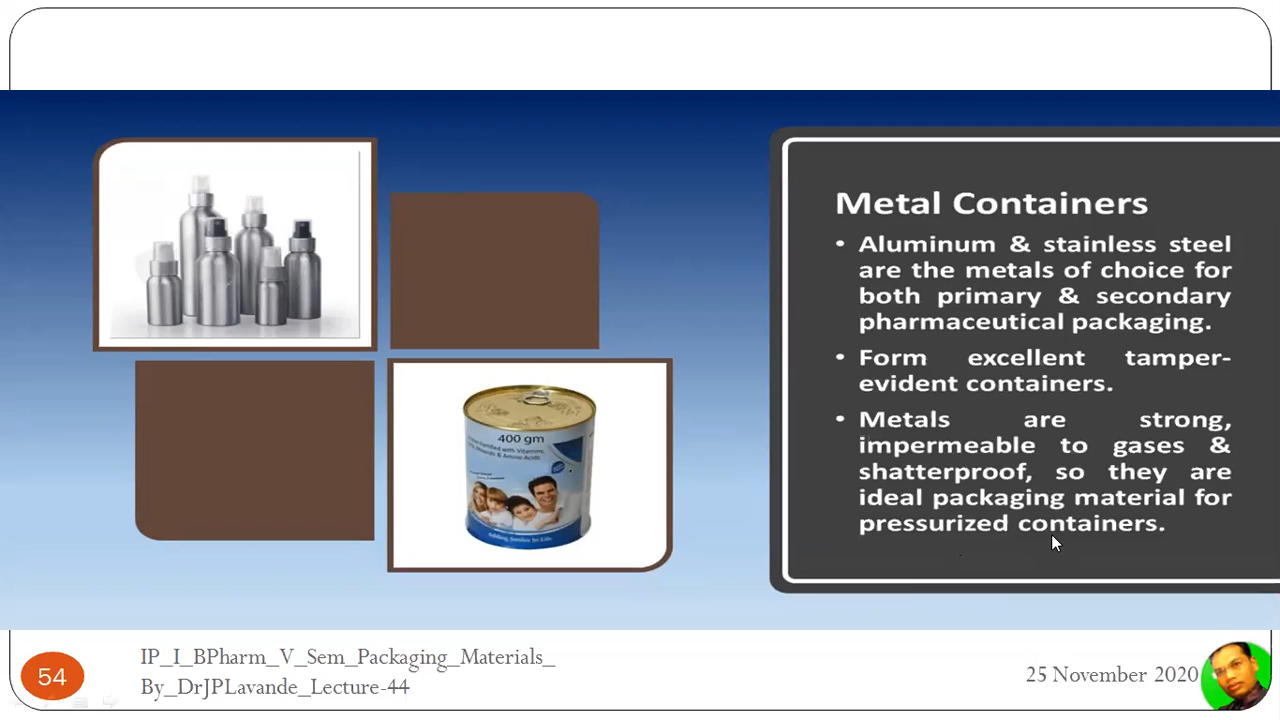 Metal Containers
• Aluminum & stainless steel
are the metals of choice for
both primary & secondary
pharmaceutical packaging.
• Form excellent tamper-
evident containers.
• Metals are strong,
impermeable to gases &
shatterproof, so they are
ideal packaging material for
pressurized containers.
400 gm
54
IP_I_BPharm_V_Sem_Packaging_Materials_
By_DrJPLavande_Lecture-44
25 November 2020